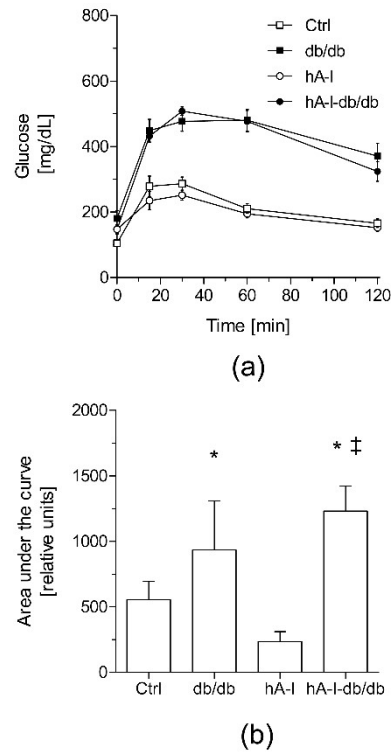 Ctrl
db/db
hA-I
hA-I-db/db
Glucose
[mg/dL]
800
600
400
200
0
0 20 40 60 80 100 120
Time [min]
(a)
Area under the curve
[relative units]
2000
1500
1000
500
0
*
* ‡
Ctrl db/db hA-I hA-I-db/db
(b)